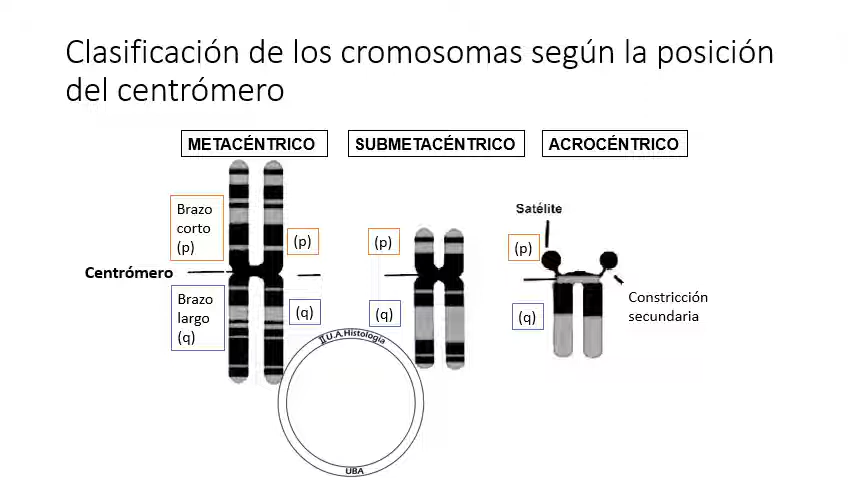 Clasificación de los cromosomas según la posición
del centrómero
METACÉNTRICO
SUBMETACÉNTRICO
ACROCÉNTRICO
Brazo
corto
(p)
(p)
(p)
Satélite
(p)
Centrómero
Brazo
largo
(q)
(q)
(q)
(q)
Constricción
secundaria
II U.A.Histología
UBA